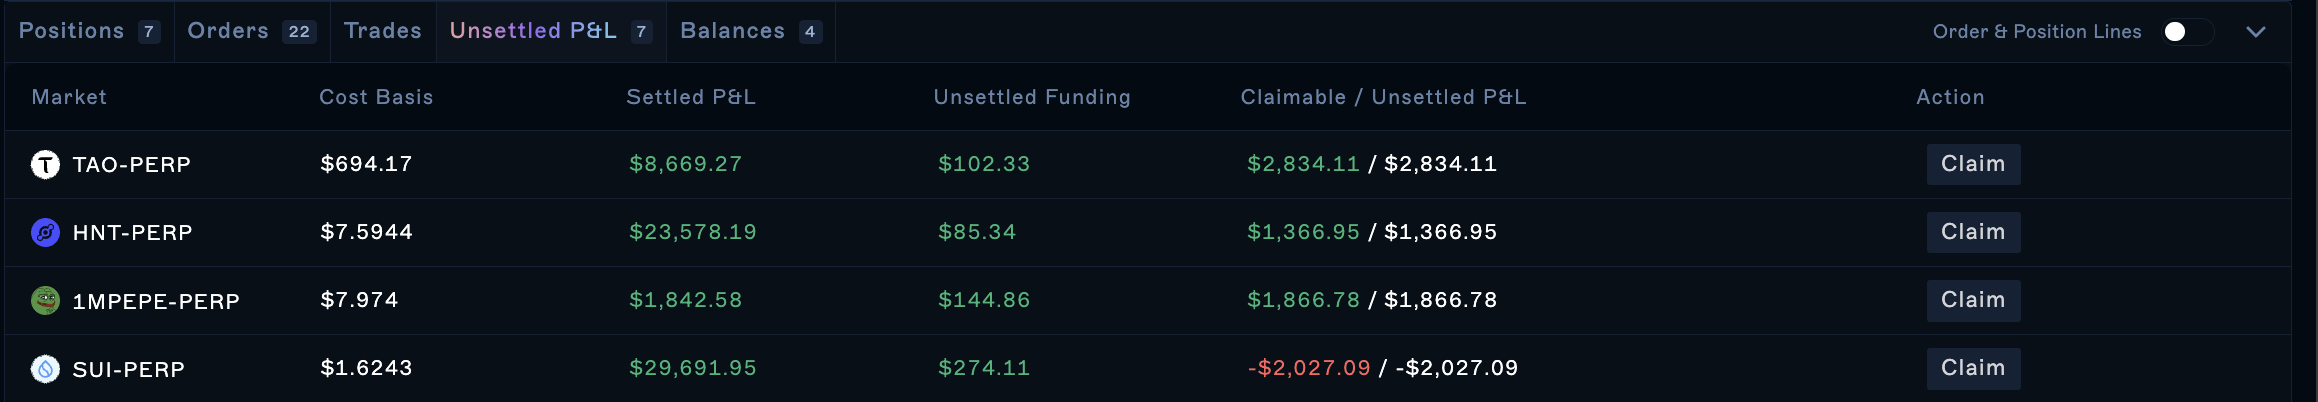 Positions 7 Orders 22 Trades Unsettled P&L 7 Balances 4 Order & Position Lines
Market Cost Basis Settled P&L Unsettled Funding Claimable / Unsettled P&L Action
TAO-PERP $694.17 $8,669.27 $102.33 $2,834.11 / $2,834.11 Claim
HNT-PERP $7.5944 $23,578.19 $85.34 $1,366.95 / $1,366.95 Claim
1MPEPE-PERP $7.974 $1,842.58 $144.86 $1,866.78 / $1,866.78 Claim
SUI-PERP $1.6243 $29,691.95 $274.11 -$2,027.09 / -$2,027.09 Claim